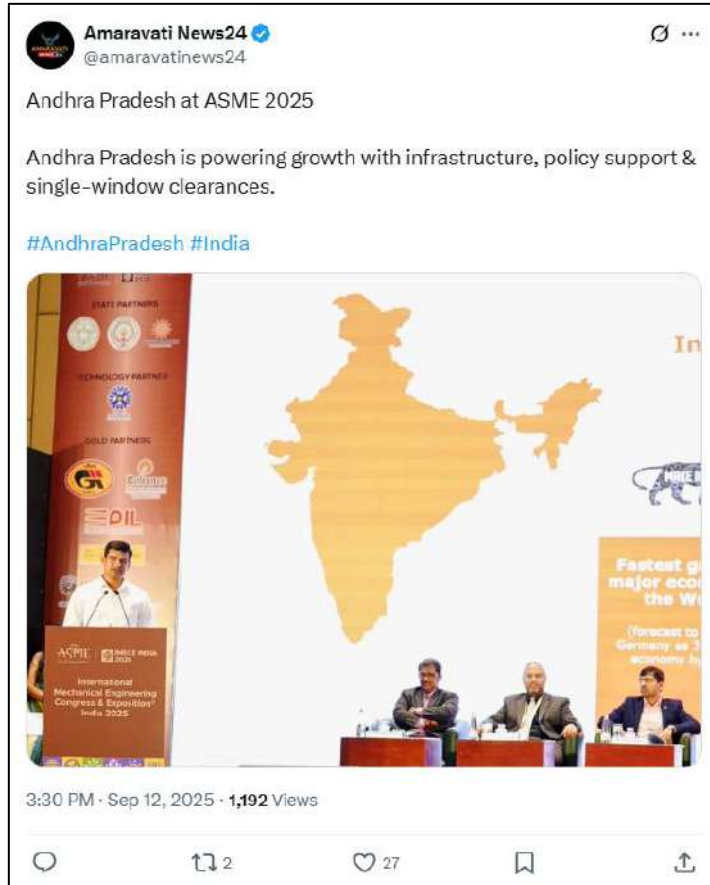 Amaravati News24
@amaravatinews24
Andhra Pradesh at ASME 2025
Andhra Pradesh is powering growth with infrastructure, policy support &
single-window clearances.
#AndhraPradesh #India
STATE PARTNERS
TECHNOLOGY PARTNER
GOLD PARTNERS
EDIL
In
MAKE
Fastest g
major eco
the Wo
(forecast to
Germany as 3
economy by
ASME
IMECE INDIA
2025
International
Mechanical Engineering
Congress & Exposition®
India 2025
3:30 PM · Sep 12, 2025 · 1,192 Views
2
27